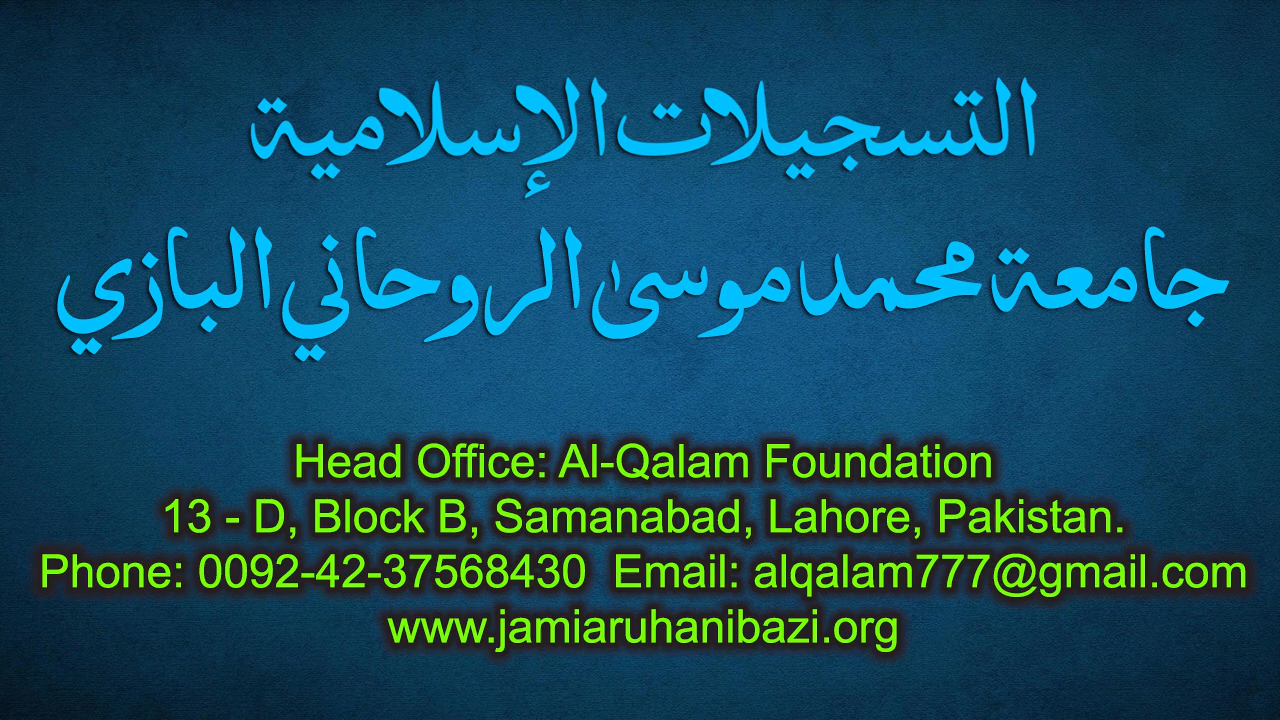 التسجيلات الإسلامية
جامعة محمد موسىٰ الروحاني البازي
Head Office: Al-Qalam Foundation
13 - D, Block B, Samanabad, Lahore, Pakistan.
Phone: 0092-42-37568430  Email: alqalam777@gmail.com
www.jamiaruhanibazi.org